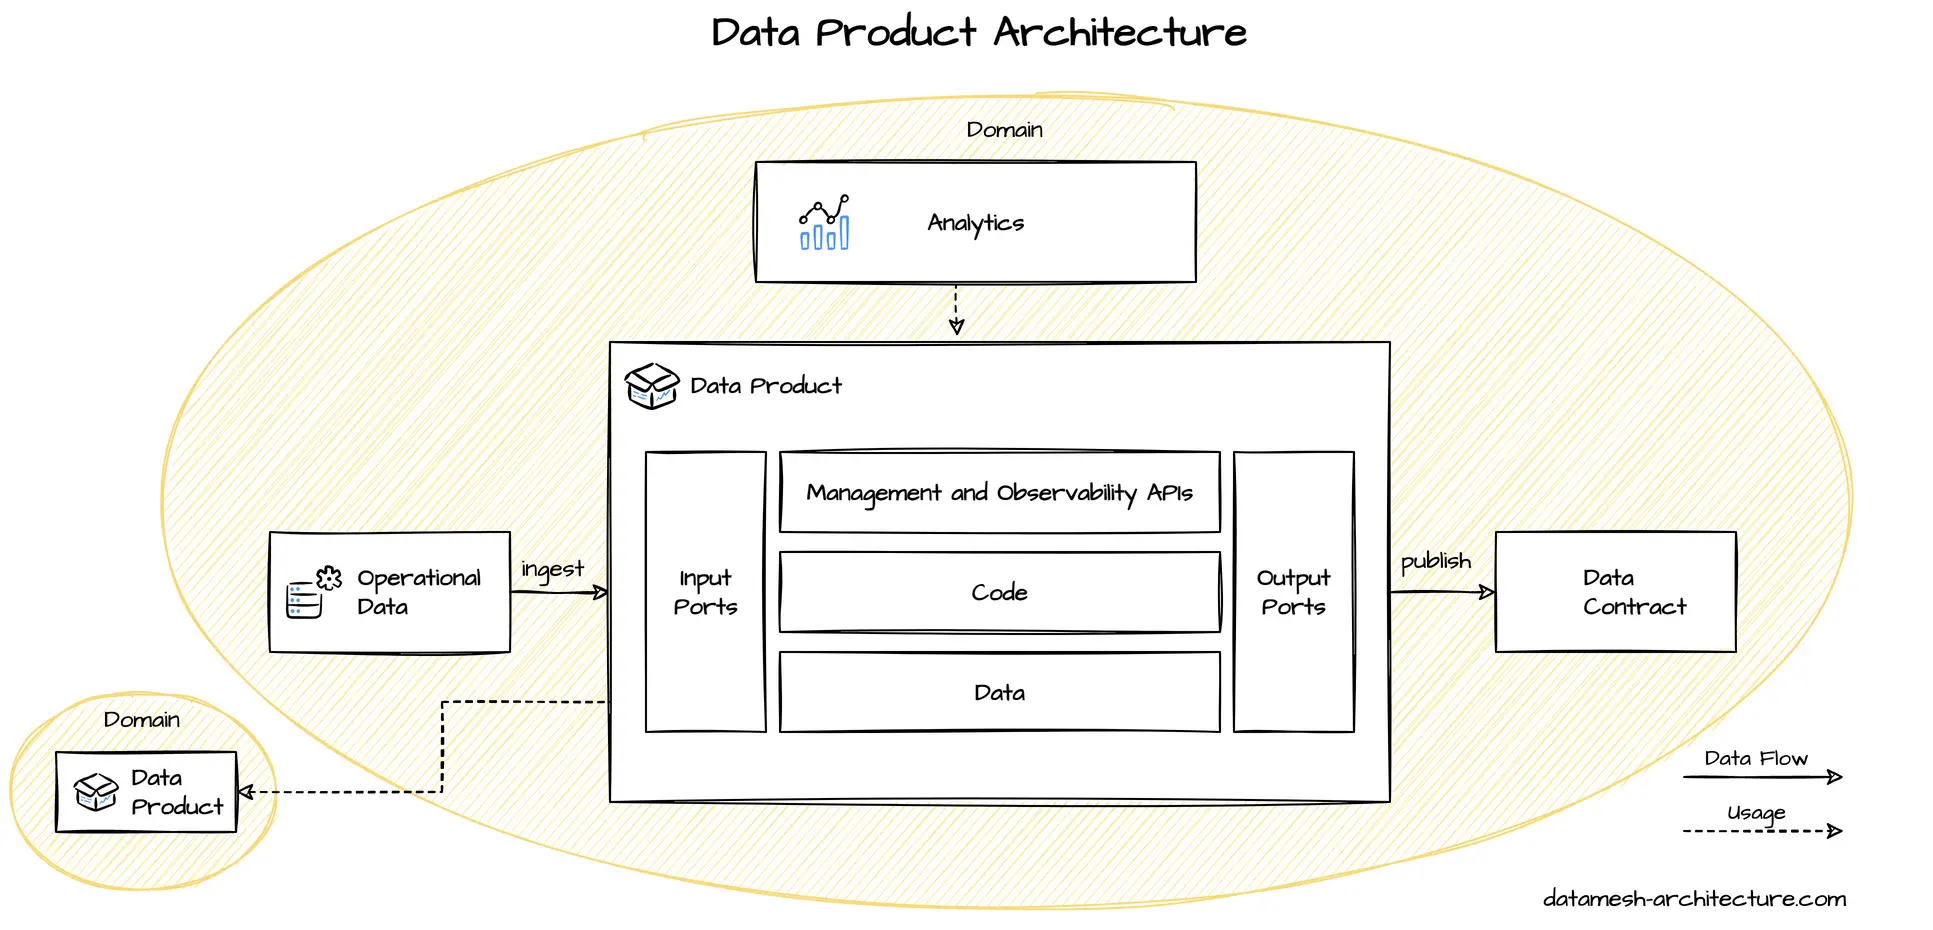 Data Product Architecture
Domain
Analytics
Data Product
Management and Observability APIs
Input
Ports
Code
Output
Ports
Data
Operational
Data
ingest
publish
Data
Contract
Domain
Data
Product
Data Flow
Usage
datamesh-architecture.com